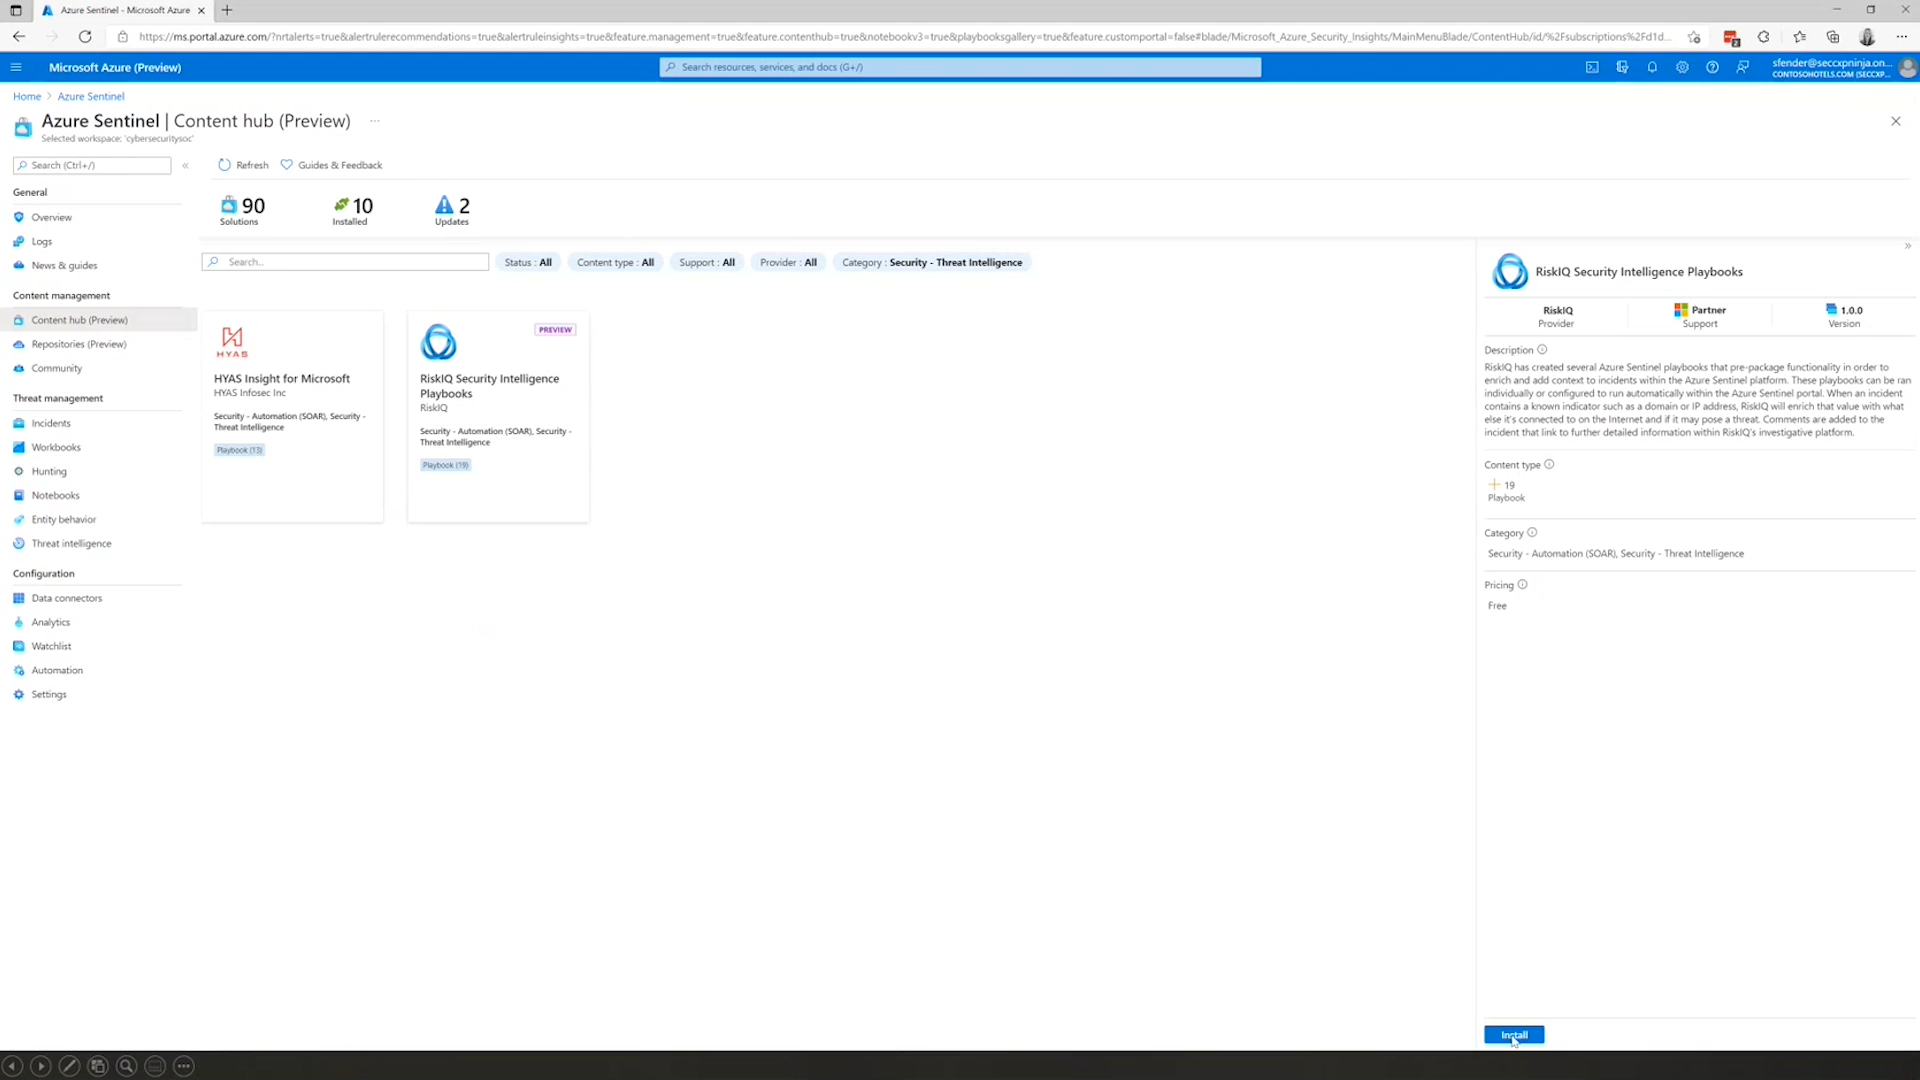 Azure Sentinel - Microsoft Azure
https://ms.portal.azure.com/?nrtalerts=true&alertrulerecommendations=true&alertruleinsights=true&feature.management=true&feature.contenthub=true&notebookv3=true&playbooksgallery=true&feature.customportal=false#blade/Microsoft_Azure_Security_Insights/MainMenuBlade/ContentHub/id/%2Fsubscriptions%2Fd1d...
Microsoft Azure (Preview)
Search resources, services, and docs (G+/)
sfender@seccxpninja.on...
CONTOSOHOTELS.COM (SECCXP...
Home > Azure Sentinel
Azure Sentinel | Content hub (Preview) ...
Selected workspace: 'cybersecuritysoc'
Search (Ctrl+/)
«
Refresh
Guides & Feedback
General
Overview
Logs
News & guides
Content management
Content hub (Preview)
Repositories (Preview)
Community
Threat management
Incidents
Workbooks
Hunting
Notebooks
Entity behavior
Threat intelligence
Configuration
Data connectors
Analytics
Watchlist
Automation
Settings
90
Solutions
10
Installed
2
Updates
Search...
Status : All
Content type : All
Support : All
Provider : All
Category : Security - Threat Intelligence
HYAS
HYAS Insight for Microsoft
HYAS Infosec Inc
Security - Automation (SOAR), Security -
Threat Intelligence
Playbook (13)
PREVIEW
RiskIQ Security Intelligence
Playbooks
RiskIQ
Security - Automation (SOAR), Security -
Threat Intelligence
Playbook (19)
»
RiskIQ Security Intelligence Playbooks
RiskIQ
Provider
Partner
Support
1.0.0
Version
Description
RiskIQ has created several Azure Sentinel playbooks that pre-package functionality in order to
enrich and add context to incidents within the Azure Sentinel platform. These playbooks can be ran
individually or configured to run automatically within the Azure Sentinel portal. When an incident
contains a known indicator such as a domain or IP address, RiskIQ will enrich that value with what
else it's connected to on the Internet and if it may pose a threat. Comments are added to the
incident that link to further detailed information within RiskIQ's investigative platform.
Content type
19
Playbook
Category
Security - Automation (SOAR), Security - Threat Intelligence
Pricing
Free
Install